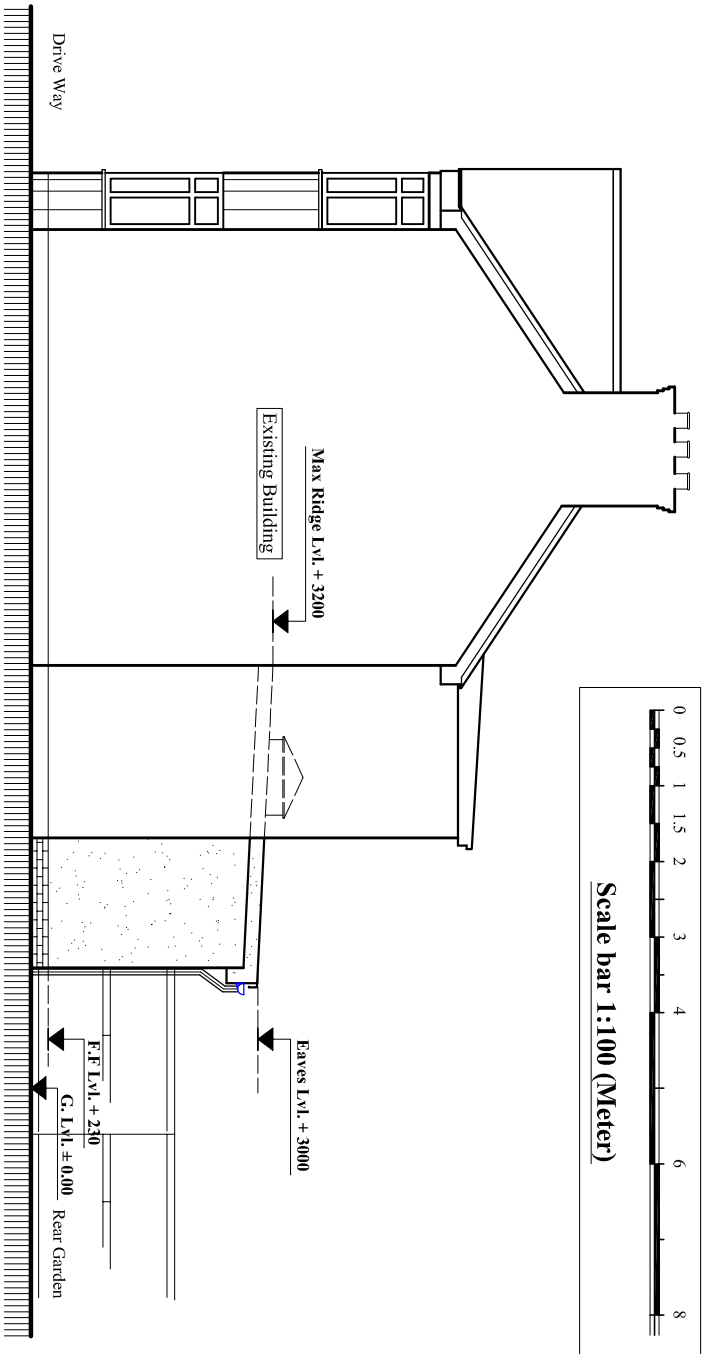 0 0.5 1 1.5 2 3 4 6 8
Scale bar 1:100 (Meter)
Max Ridge Lvl. + 3200
Existing Building
Eaves Lvl. + 3000
F.F Lvl. + 230
G. Lvl. ± 0.00
Drive Way
Rear Garden